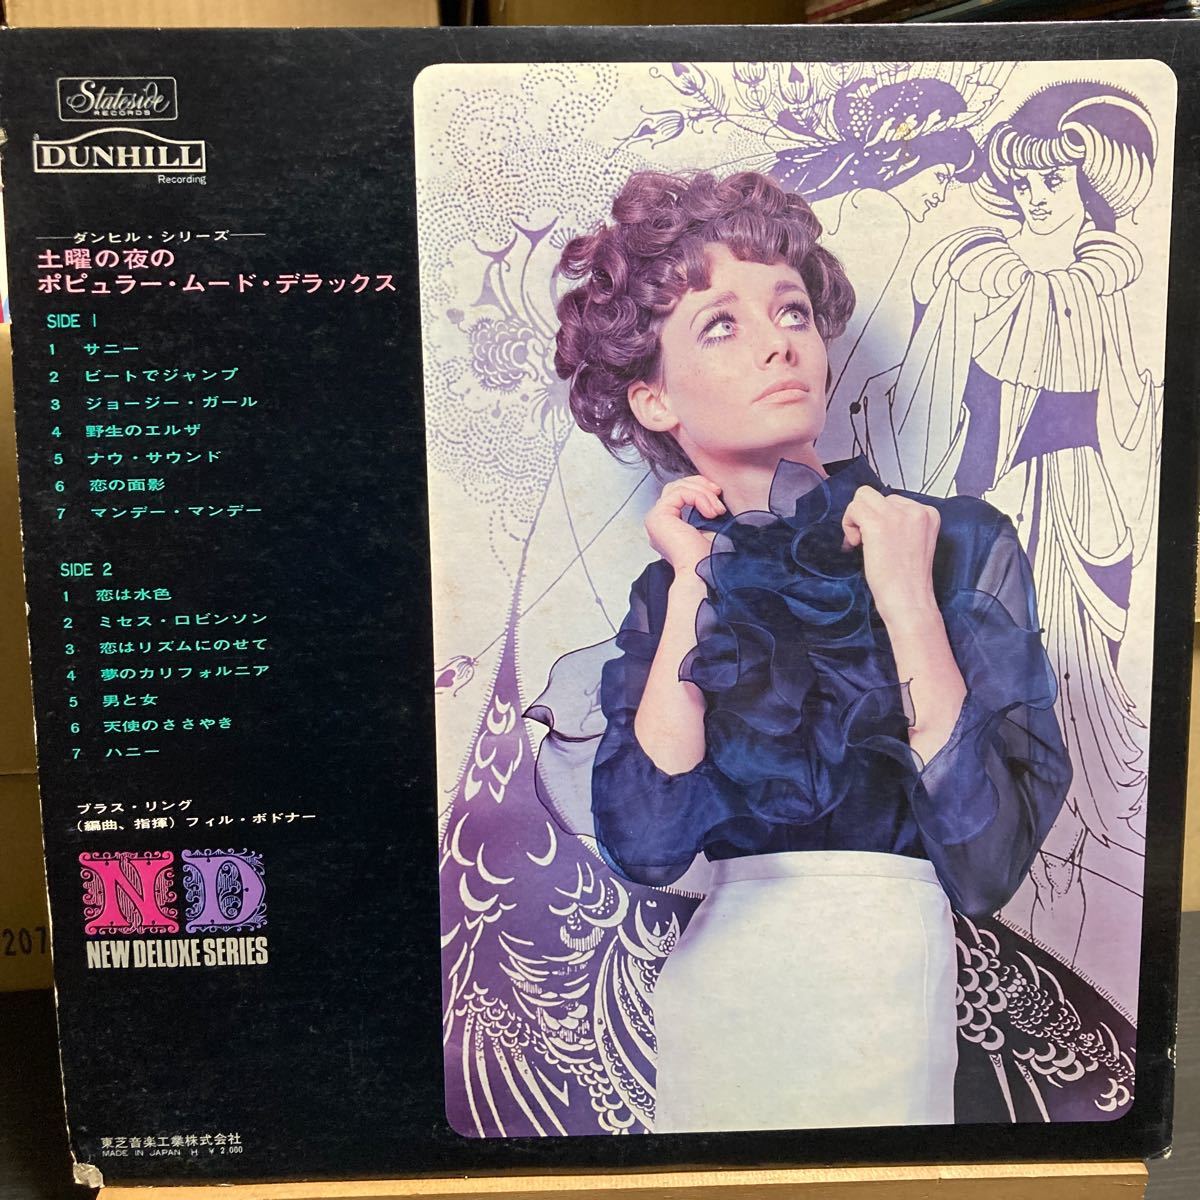 Stateside
RECORDS
DUNHILL
Recording
ダンヒル・シリーズ
土曜の夜の
ポピュラー・ムード・デラックス
SIDE 1
1 サニー
2 ビートでジャンプ
3 ジョージー・ガール
4 野生のエルザ
5 ナウ・サウンド
6 恋の面影
7 マンデー・マンデー
SIDE 2
1 恋は水色
2 ミセス・ロビンソン
3 恋はリズムにのせて
4 夢のカリフォルニア
5 男と女
6 天使のささやき
7 ハニー
ブラス・リング
(編曲、指揮)フィル・ボドナー
ND
NEW DELUXE SERIES
東芝音楽工業株式会社
MADE IN JAPAN H ¥2,000
207